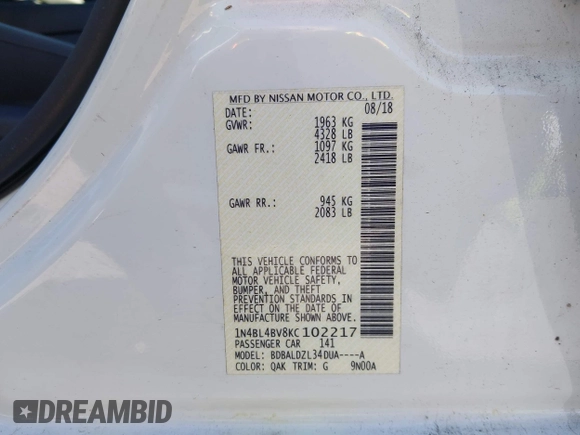 MFD BY NISSAN MOTOR CO., LTD.
DATE: 08/18
GVWR: 1963 KG
4328 LB
GAWR FR.: 1097 KG
2418 LB
GAWR RR.: 945 KG
2083 LB
THIS VEHICLE CONFORMS TO
ALL APPLICABLE FEDERAL
MOTOR VEHICLE SAFETY,
BUMPER, AND THEFT
PREVENTION STANDARDS
IN EFFECT ON THE DATE OF
MANUFACTURE SHOWN ABOVE.
1N4BL4BV8KC102217
PASSENGER CAR 141
MODEL: BDBALDZL34DUA----A
COLOR: QAK TRIM: G 9N00A
DREAMBID